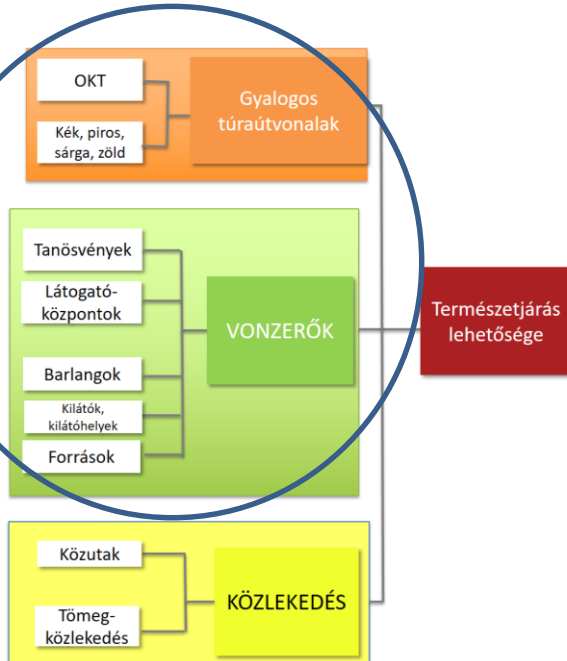 OKT
Kék, piros,
sárga, zöld
Gyalogos
túraútvonalak
Tanösvények
Látogató-
központok
Barlangok
Kilátók,
kilátóhelyek
Források
VONZERŐK
Természetjárás
lehetősége
Közutak
Tömeg-
közlekedés
KÖZLEKEDÉS